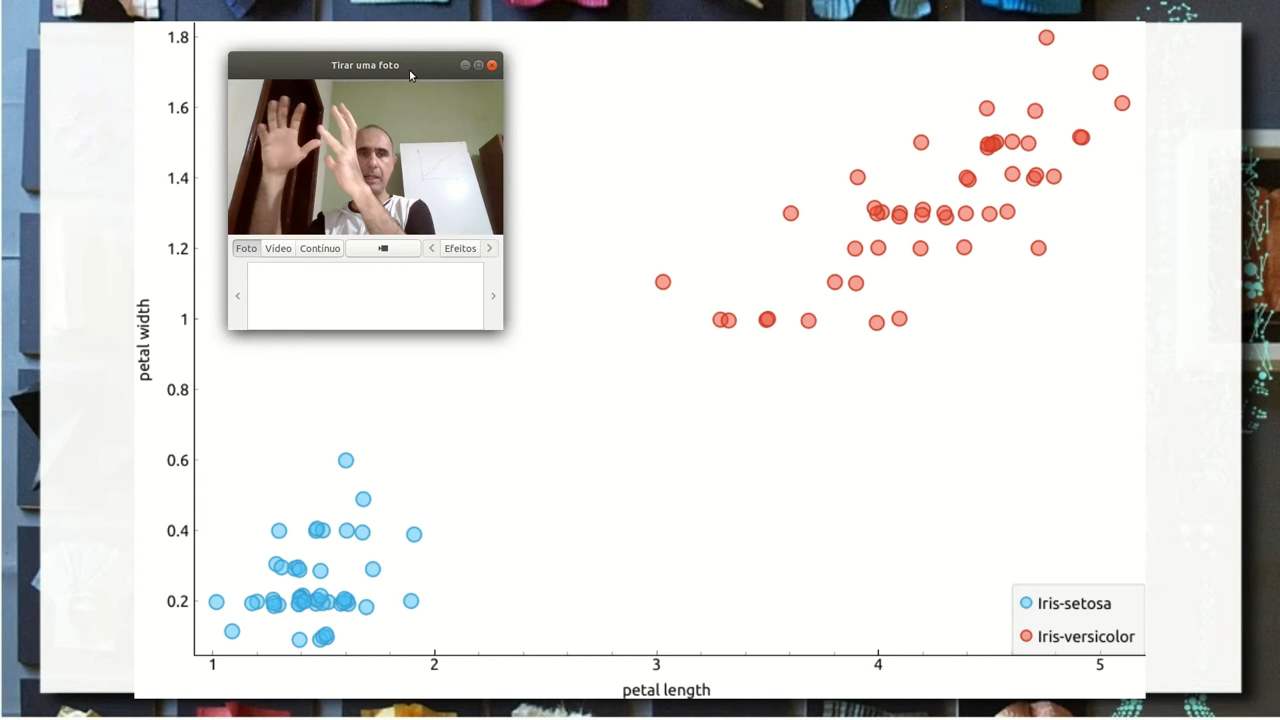 1.8
1.6
1.4
1.2
1
0.8
0.6
0.4
0.2
petal width
Tirar uma foto
Foto Vídeo Contínuo Efeitos
Iris-setosa
Iris-versicolor
1 2 3 4 5
petal length